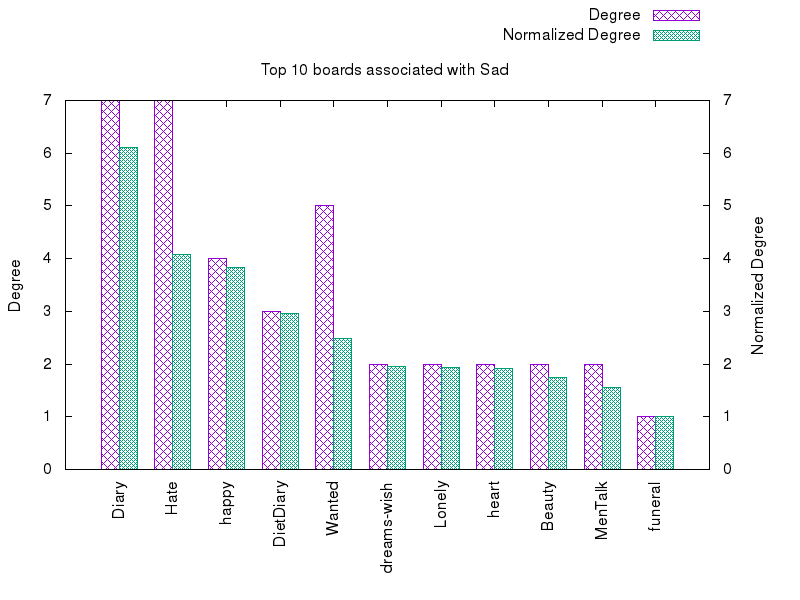 Degree
Normalized Degree
Top 10 boards associated with Sad
7
6
5
4
3
2
1
0
7
6
5
4
3
2
1
0
Degree
Normalized Degree
Diary
Hate
happy
DietDiary
Wanted
dreams-wish
Lonely
heart
Beauty
MenTalk
funeral